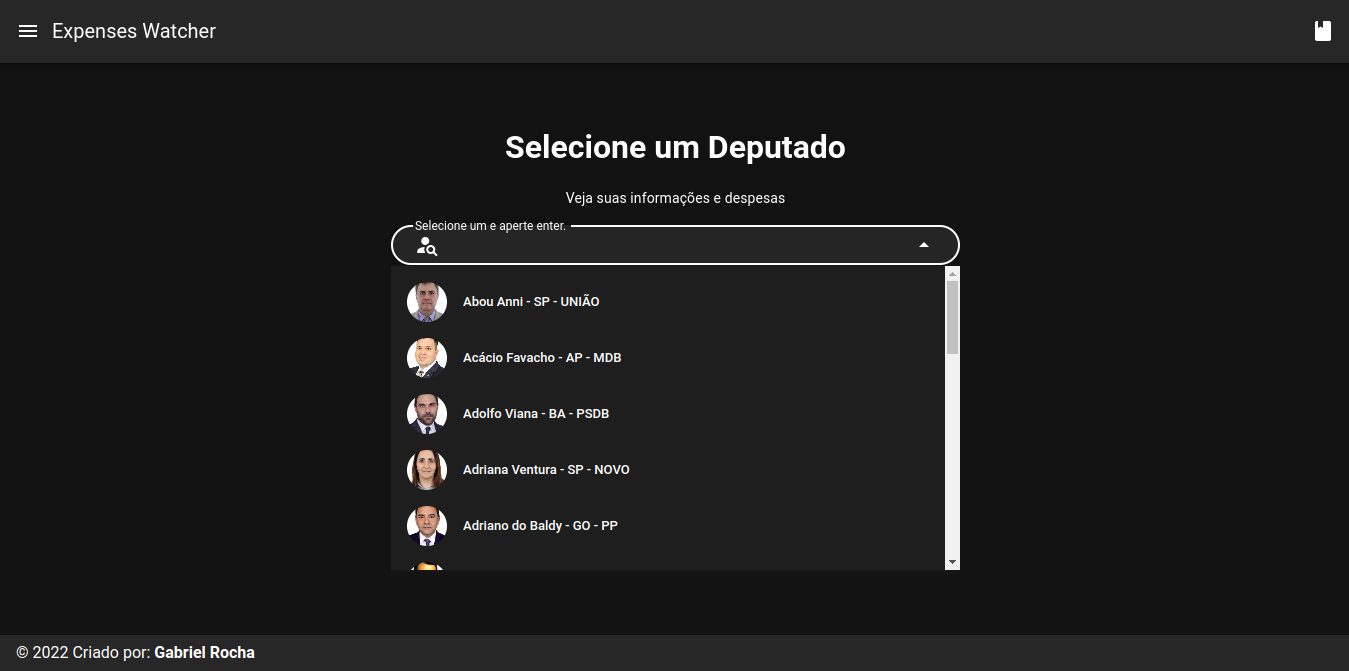 Expenses Watcher
Selecione um Deputado
Veja suas informações e despesas
Selecione um e aperte enter.
Abou Anni - SP - UNIÃO
Acácio Favacho - AP - MDB
Adolfo Viana - BA - PSDB
Adriana Ventura - SP - NOVO
Adriano do Baldy - GO - PP
© 2022 Criado por: Gabriel Rocha